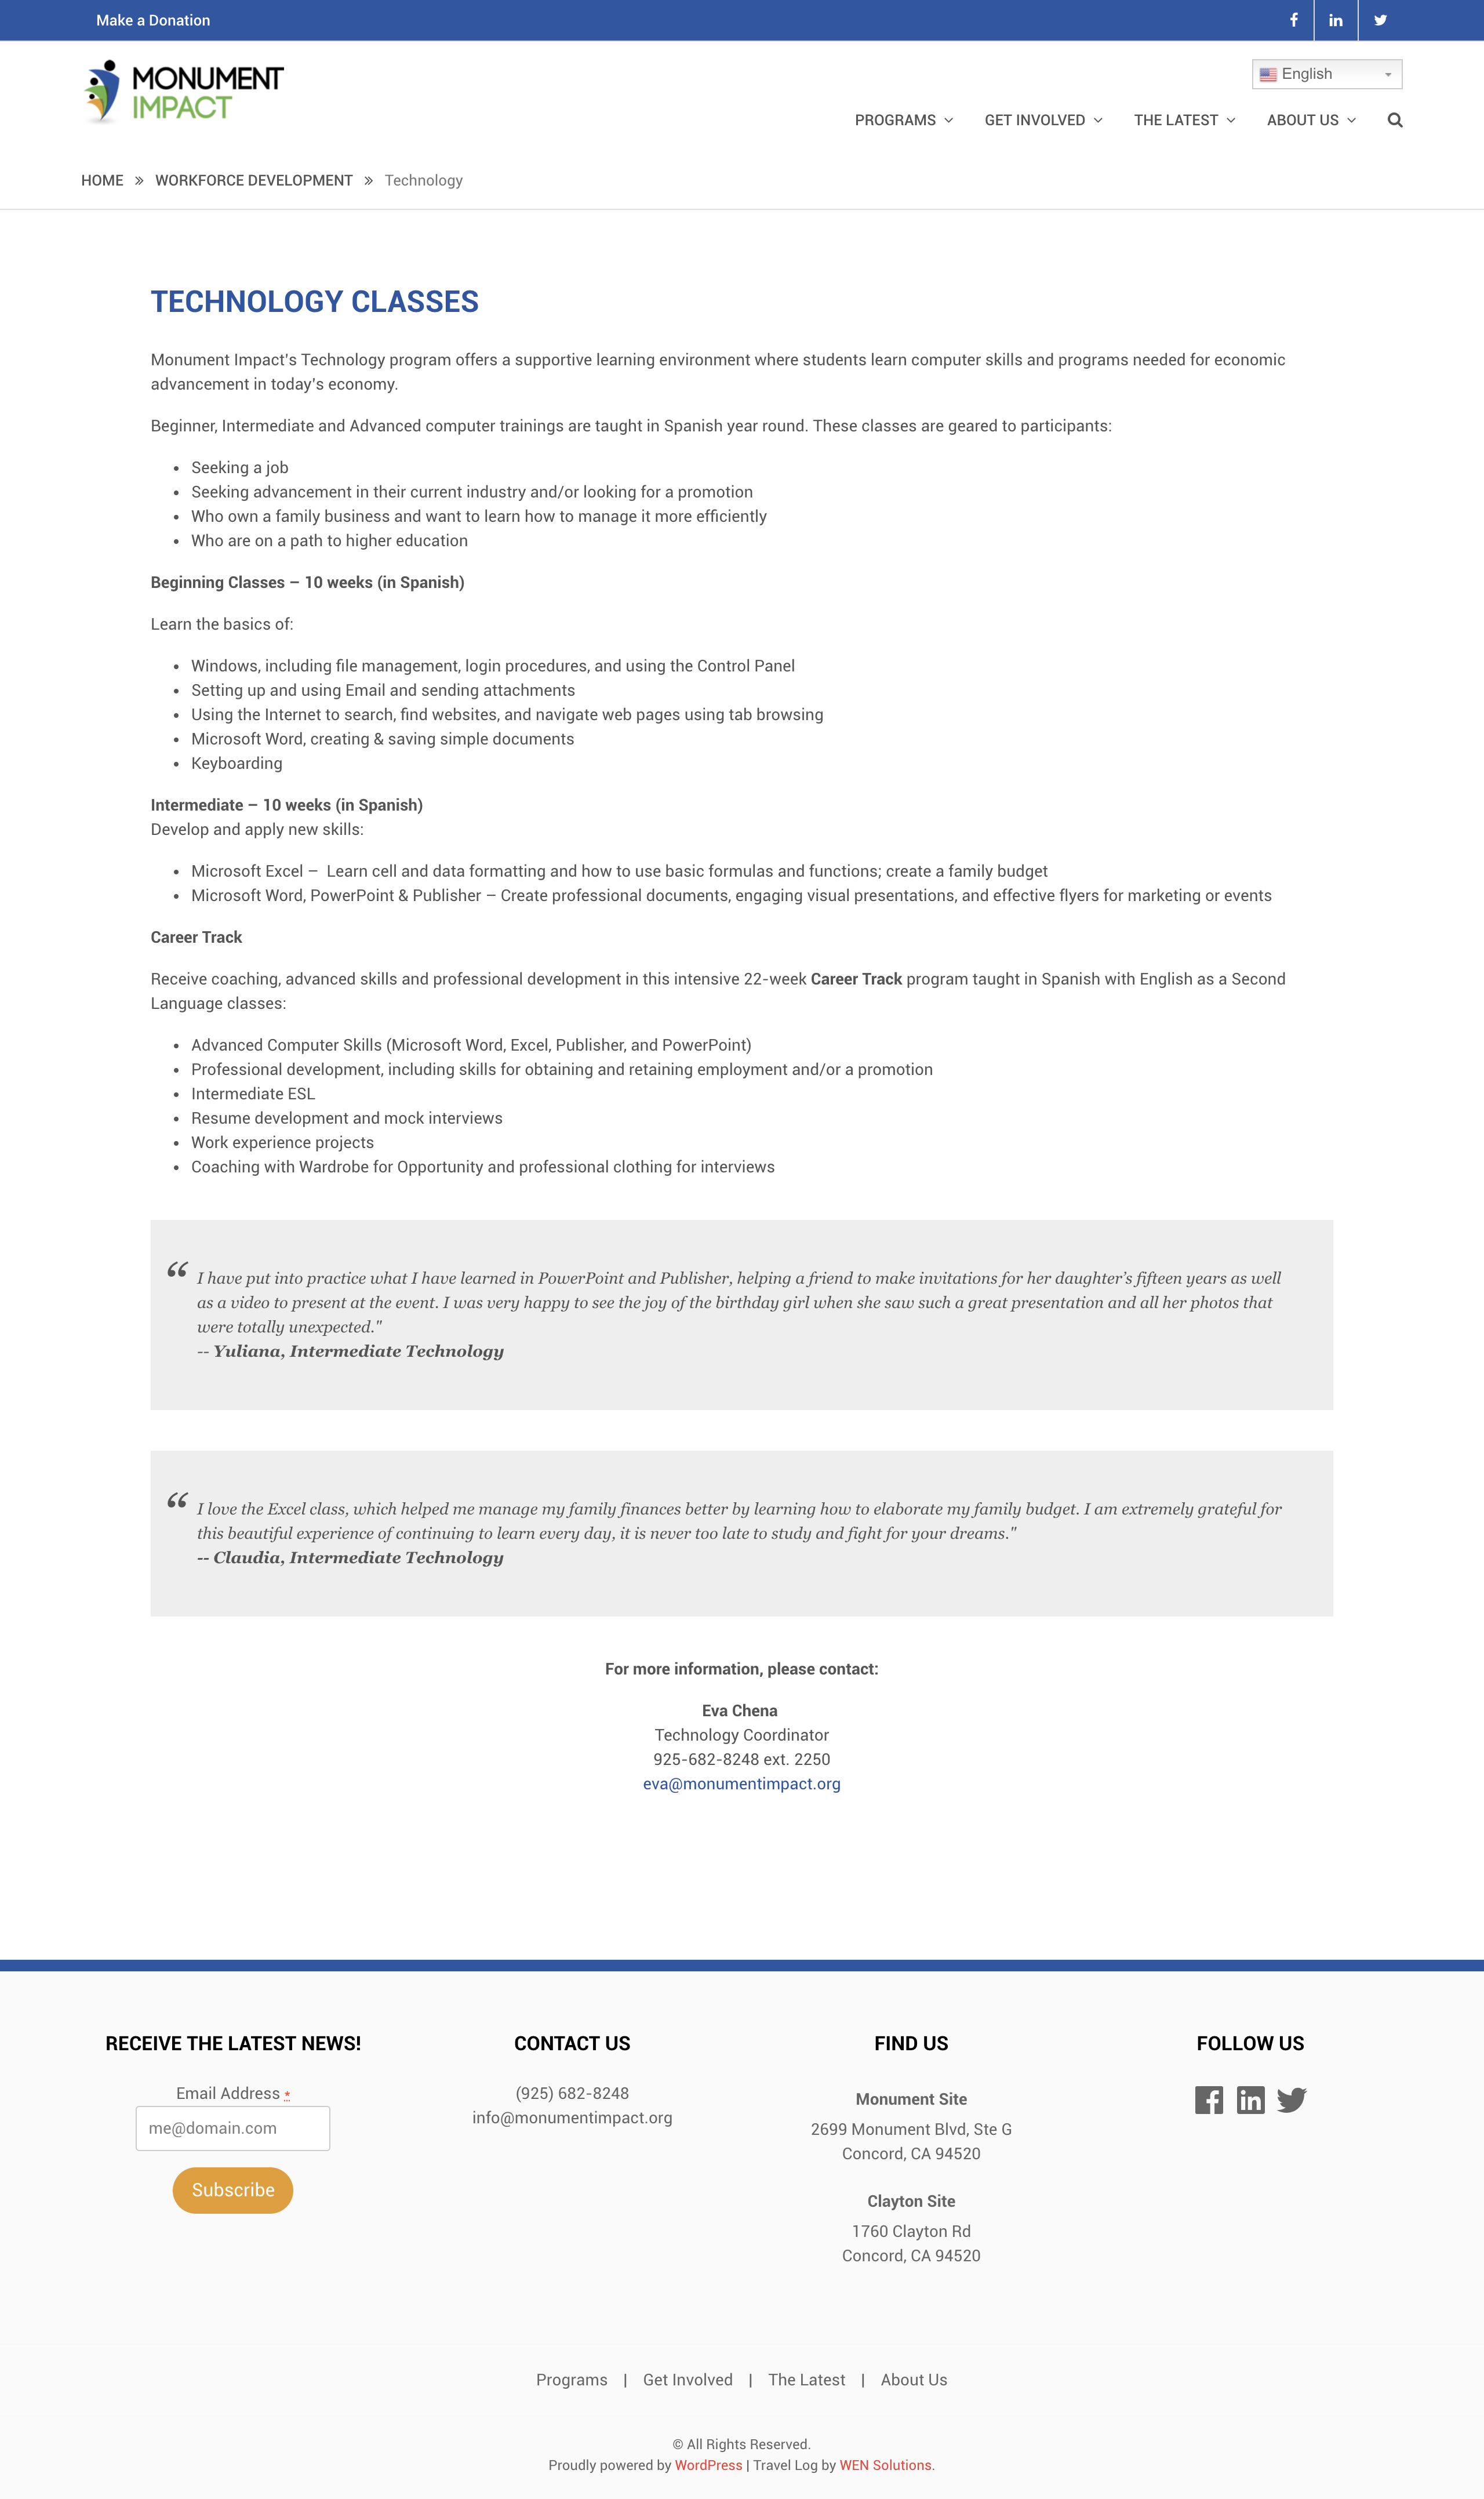 Make a Donation
MONUMENT
IMPACT
English
PROGRAMS
GET INVOLVED
THE LATEST
ABOUT US
HOME » WORKFORCE DEVELOPMENT » Technology
TECHNOLOGY CLASSES
Monument Impact's Technology program offers a supportive learning environment where students learn computer skills and programs needed for economic
advancement in today's economy.
Beginner, Intermediate and Advanced computer trainings are taught in Spanish year round. These classes are geared to participants:
• Seeking a job
• Seeking advancement in their current industry and/or looking for a promotion
• Who own a family business and want to learn how to manage it more efficiently
• Who are on a path to higher education
Beginning Classes – 10 weeks (in Spanish)
Learn the basics of:
• Windows, including file management, login procedures, and using the Control Panel
• Setting up and using Email and sending attachments
• Using the Internet to search, find websites, and navigate web pages using tab browsing
• Microsoft Word, creating & saving simple documents
• Keyboarding
Intermediate – 10 weeks (in Spanish)
Develop and apply new skills:
• Microsoft Excel – Learn cell and data formatting and how to use basic formulas and functions; create a family budget
• Microsoft Word, PowerPoint & Publisher – Create professional documents, engaging visual presentations, and effective flyers for marketing or events
Career Track
Receive coaching, advanced skills and professional development in this intensive 22-week Career Track program taught in Spanish with English as a Second
Language classes:
• Advanced Computer Skills (Microsoft Word, Excel, Publisher, and PowerPoint)
• Professional development, including skills for obtaining and retaining employment and/or a promotion
• Intermediate ESL
• Resume development and mock interviews
• Work experience projects
• Coaching with Wardrobe for Opportunity and professional clothing for interviews
“ I have put into practice what I have learned in PowerPoint and Publisher, helping a friend to make invitations for her daughter's fifteen years as well
as a video to present at the event. I was very happy to see the joy of the birthday girl when she saw such a great presentation and all her photos that
were totally unexpected."
-- Yuliana, Intermediate Technology
“ I love the Excel class, which helped me manage my family finances better by learning how to elaborate my family budget. I am extremely grateful for
this beautiful experience of continuing to learn every day, it is never too late to study and fight for your dreams."
-- Claudia, Intermediate Technology
For more information, please contact:
Eva Chena
Technology Coordinator
925-682-8248 ext. 2250
eva@monumentimpact.org
RECEIVE THE LATEST NEWS!
Email Address *
me@domain.com
Subscribe
CONTACT US
(925) 682-8248
info@monumentimpact.org
FIND US
Monument Site
2699 Monument Blvd, Ste G
Concord, CA 94520
Clayton Site
1760 Clayton Rd
Concord, CA 94520
FOLLOW US
Programs | Get Involved | The Latest | About Us
© All Rights Reserved.
Proudly powered by WordPress | Travel Log by WEN Solutions.